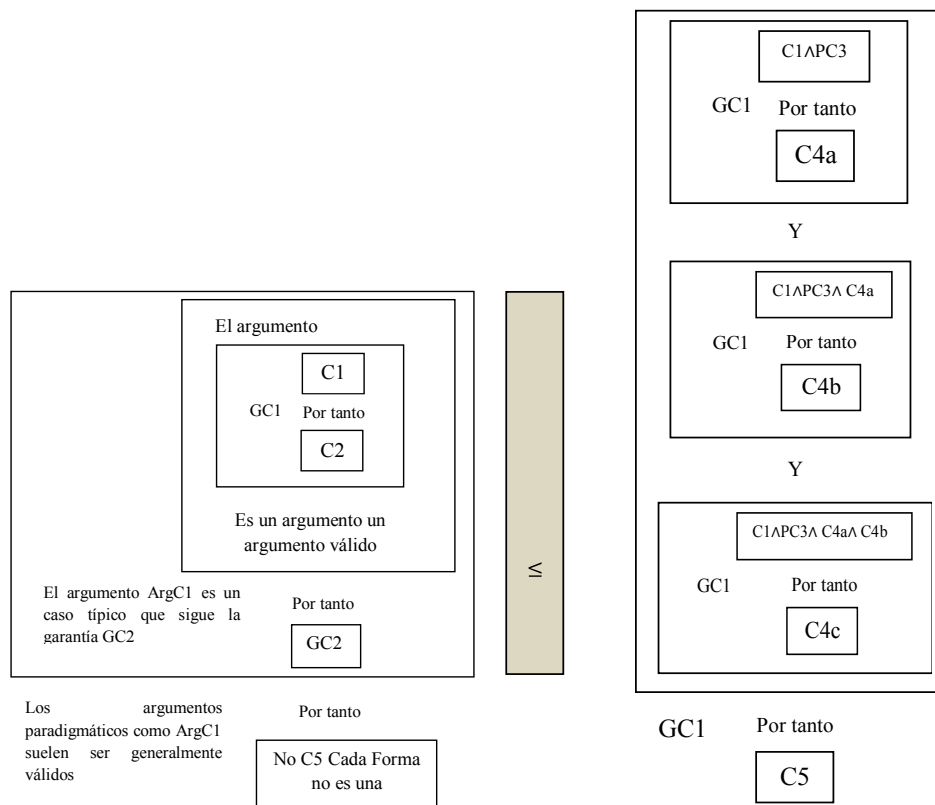 El argumento
C1
GC1 Por tanto
C2
Es un argumento un
argumento válido
El argumento ArgC1 es un
caso típico que sigue la
garantía GC2
Por tanto
GC2
Los argumentos
paradigmáticos como ArgC1
suelen ser generalmente
válidos
Por tanto
No C5 Cada Forma
no es una
≤
C1∧PC3
GC1 Por tanto
C4a
Y
C1∧PC3∧ C4a
GC1 Por tanto
C4b
Y
C1∧PC3∧ C4a∧ C4b
GC1 Por tanto
C4c
GC1 Por tanto
C5